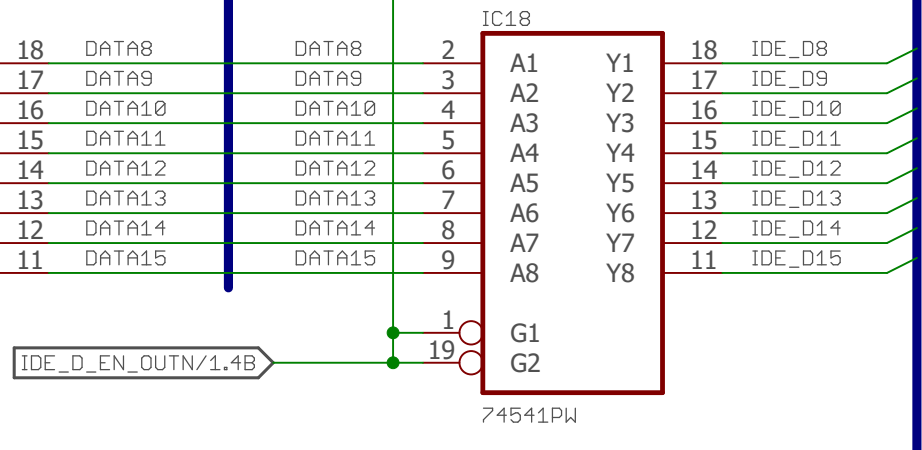 IC18
18 DATA8 DATA8 2 A1 Y1 18 IDE_D8
17 DATA9 DATA9 3 A2 Y2 17 IDE_D9
16 DATA10 DATA10 4 A3 Y3 16 IDE_D10
15 DATA11 DATA11 5 A4 Y4 15 IDE_D11
14 DATA12 DATA12 6 A5 Y5 14 IDE_D12
13 DATA13 DATA13 7 A6 Y6 13 IDE_D13
12 DATA14 DATA14 8 A7 Y7 12 IDE_D14
11 DATA15 DATA15 9 A8 Y8 11 IDE_D15
1 G1
IDE_D_EN_OUTN/1.4B 19 G2
74541PW